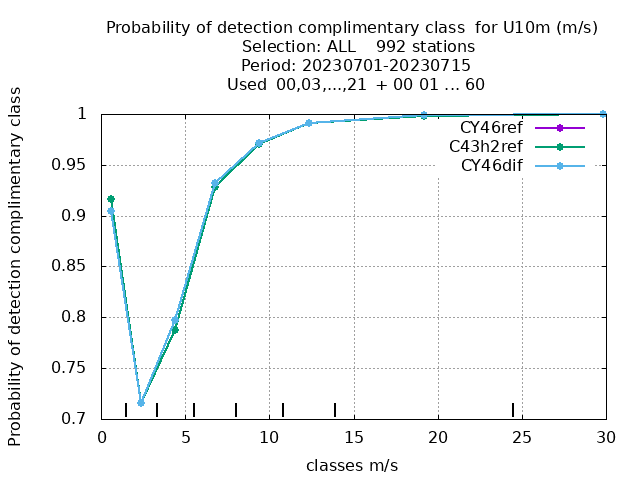 Probability of detection complimentary class  for U10m (m/s)
Selection: ALL    992 stations
Period: 20230701-20230715
Used  00,03,...,21  + 00 01 ... 60
Probability of detection complimentary class
1
0.95
0.9
0.85
0.8
0.75
0.7
CY46ref
C43h2ref
CY46dif
0 5 10 15 20 25 30
classes m/s